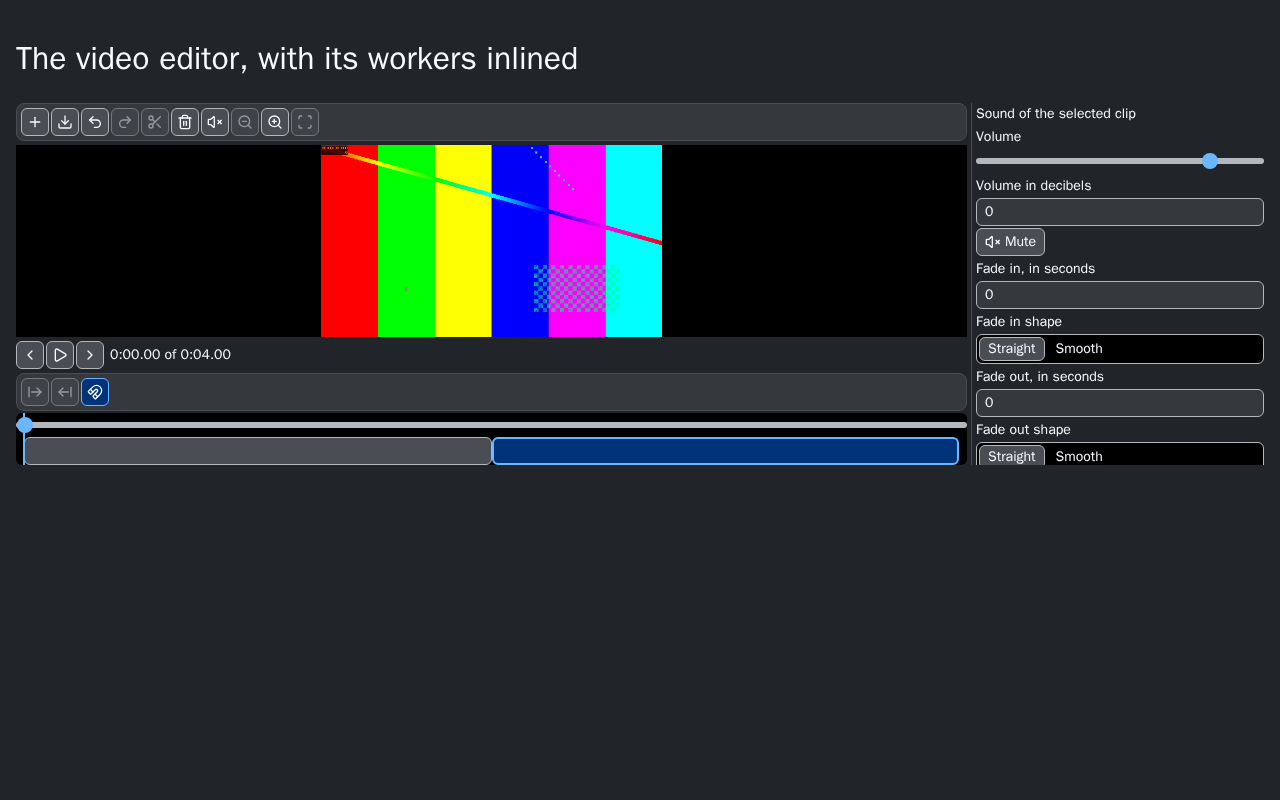 The video editor, with its workers inlined
Sound of the selected clip
Volume
Volume in decibels
0
Mute
Fade in, in seconds
0
Fade in shape
Straight Smooth
Fade out, in seconds
0
Fade out shape
Straight Smooth
0:00.00 of 0:04.00